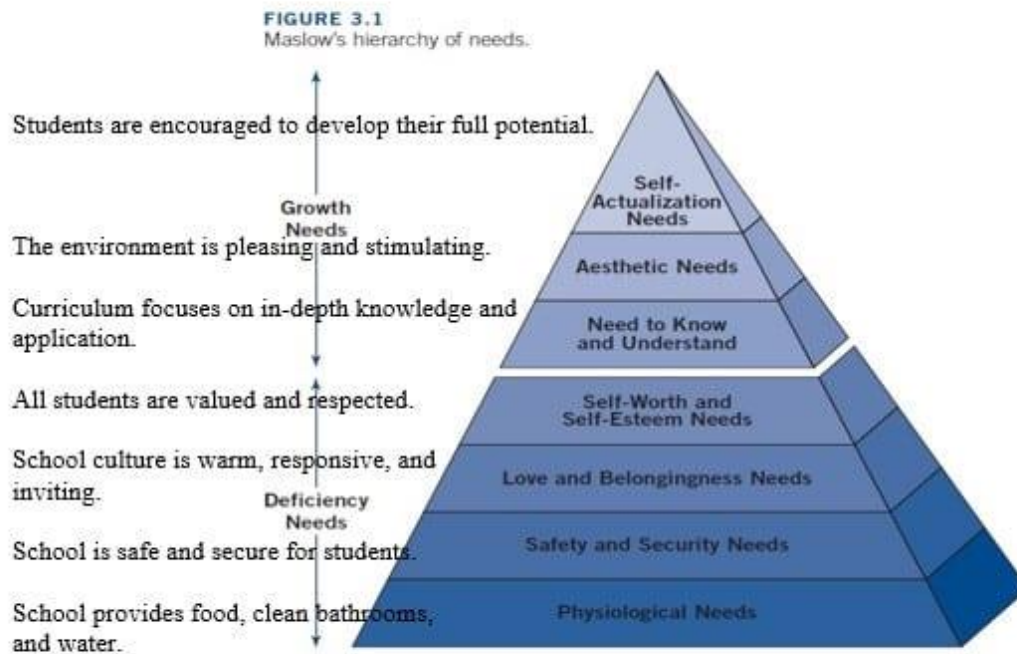 FIGURE 3.1
Maslow's hierarchy of needs.
Students are encouraged to develop their full potential.
Self-
Actualization
Needs
Growth
Needs
The environment is pleasing and stimulating.
Aesthetic Needs
Curriculum focuses on in-depth knowledge and
application.
Need to Know
and Understand
All students are valued and respected.
Self-Worth and
Self-Esteem Needs
School culture is warm, responsive, and
inviting.
Love and Belongingness Needs
Deficiency
Needs
School is safe and secure for students.
Safety and Security Needs
School provides food, clean bathrooms,
and water.
Physiological Needs